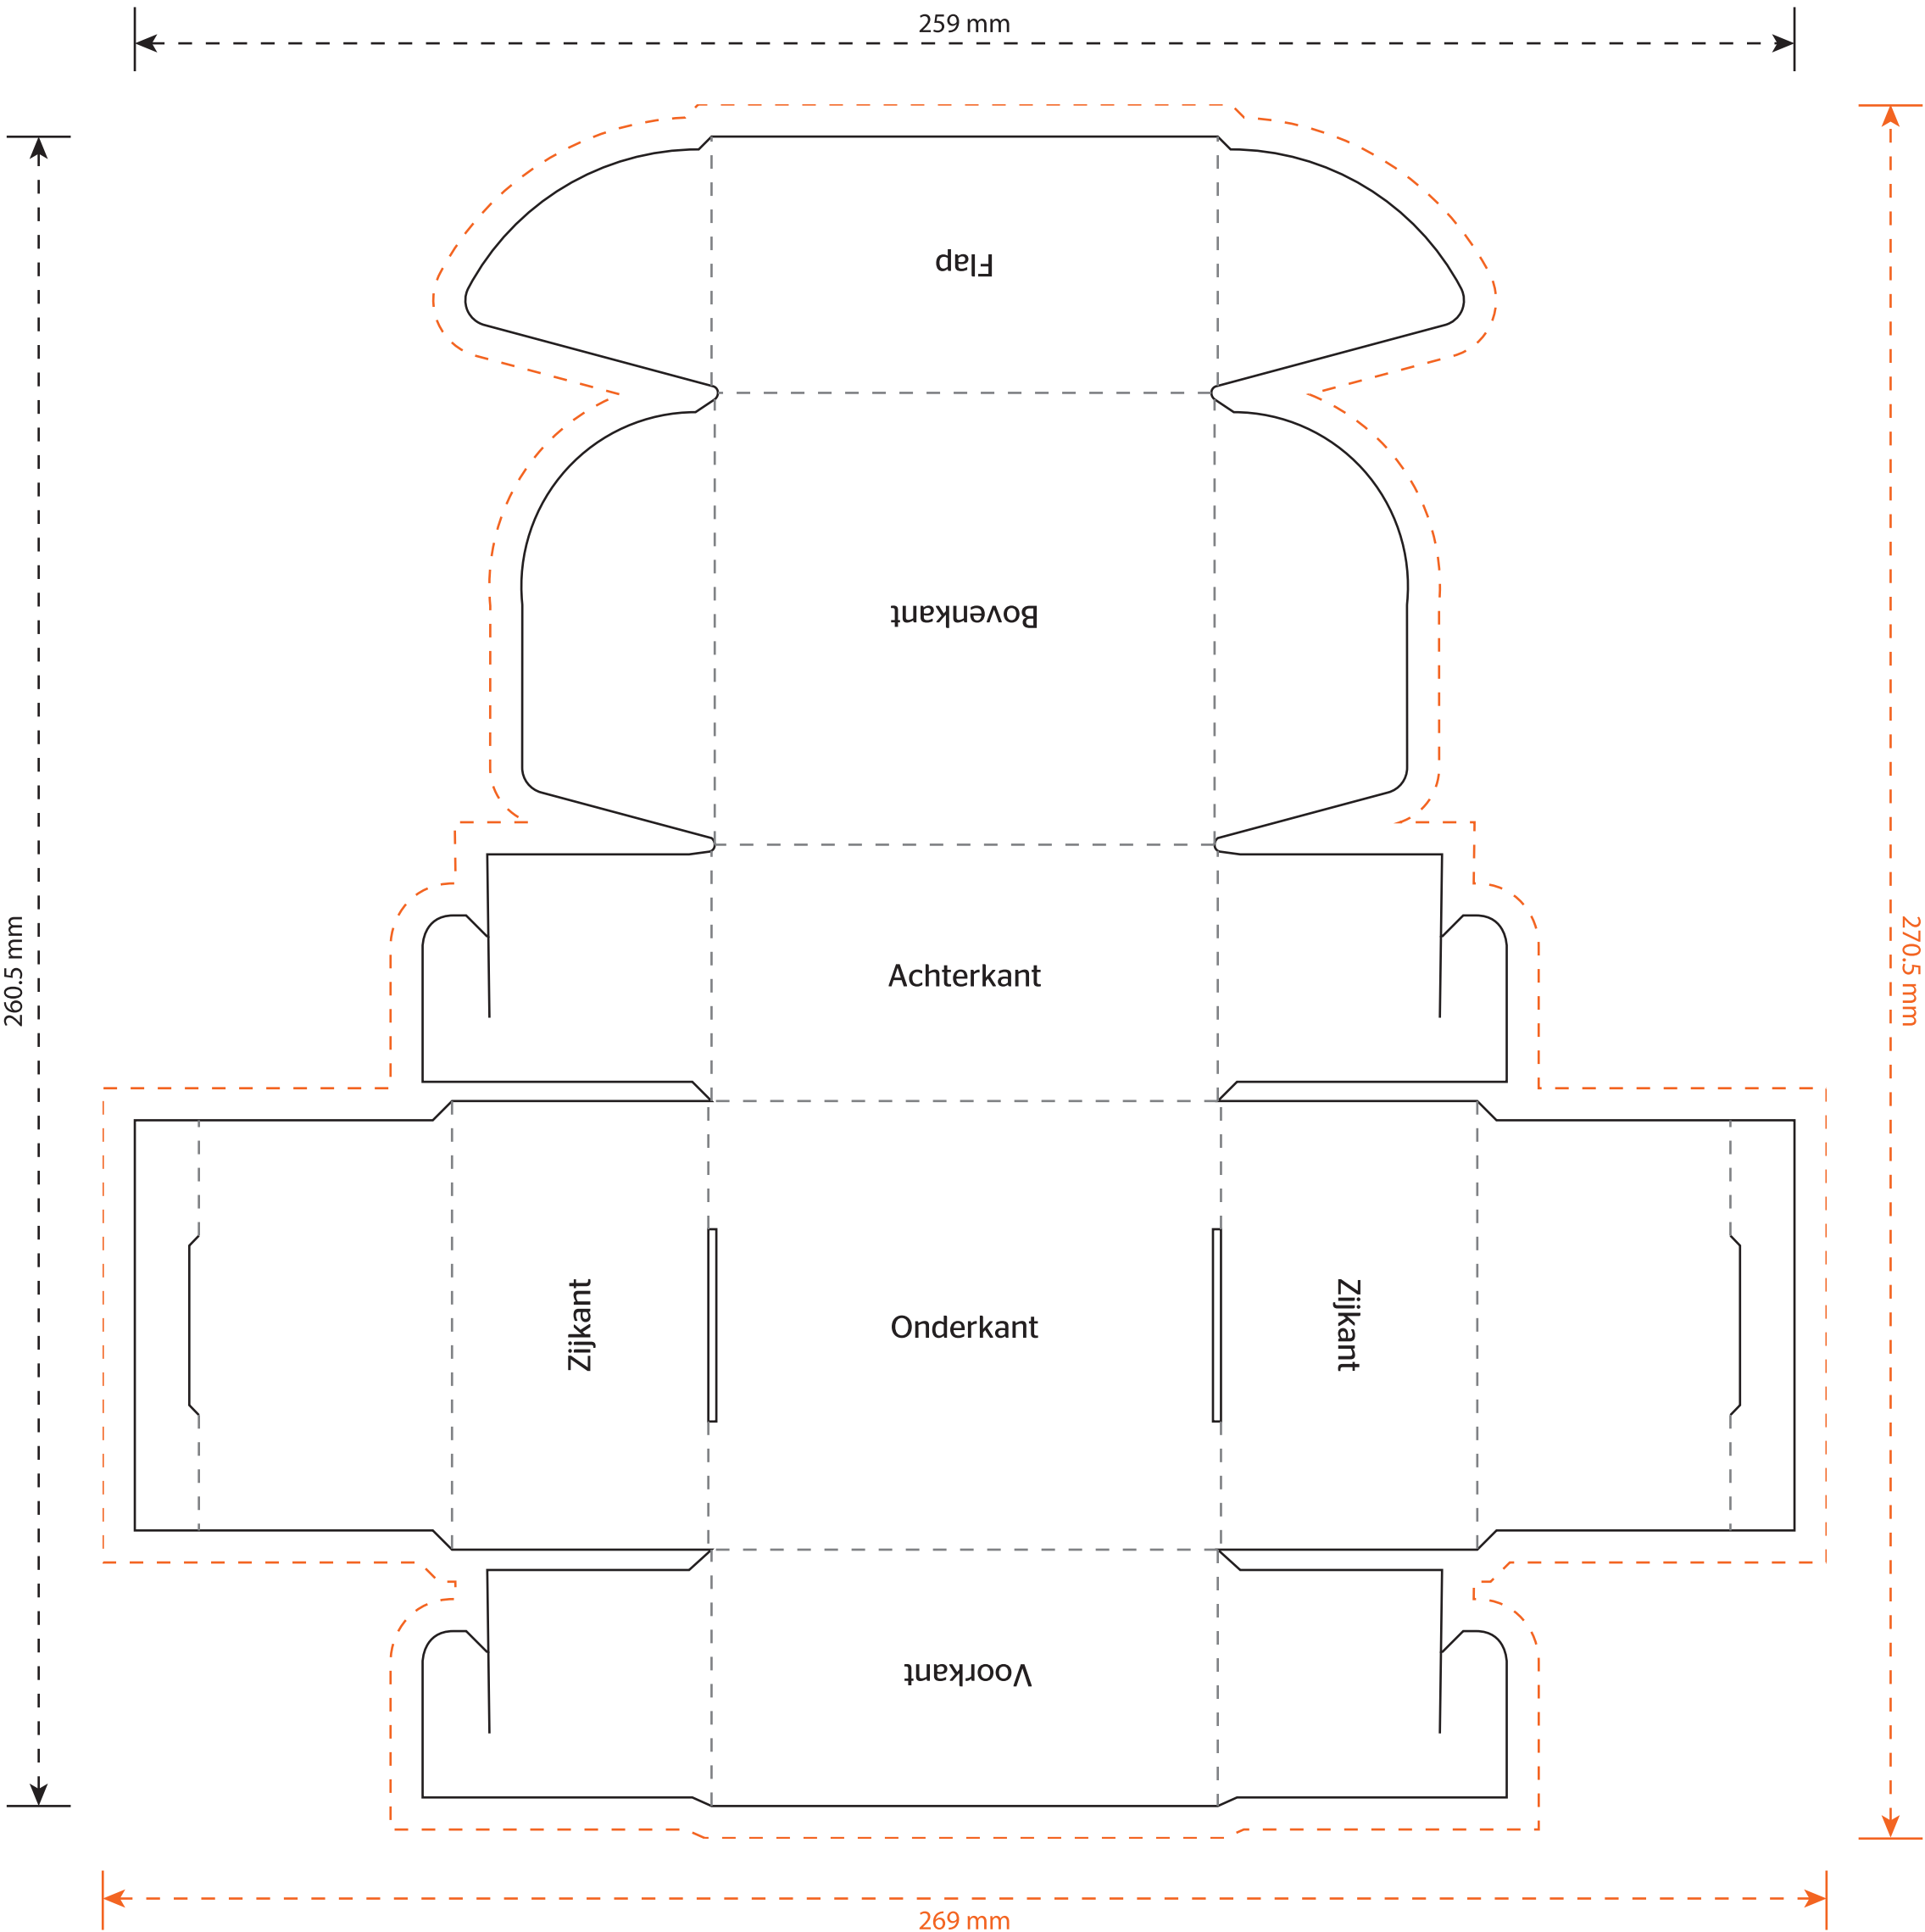 259 mm
Flap
Bovenkant
260.5 mm
270.5 mm
Achterkant
Zijkant
Onderkant
Zijkant
Voorkant
269 mm